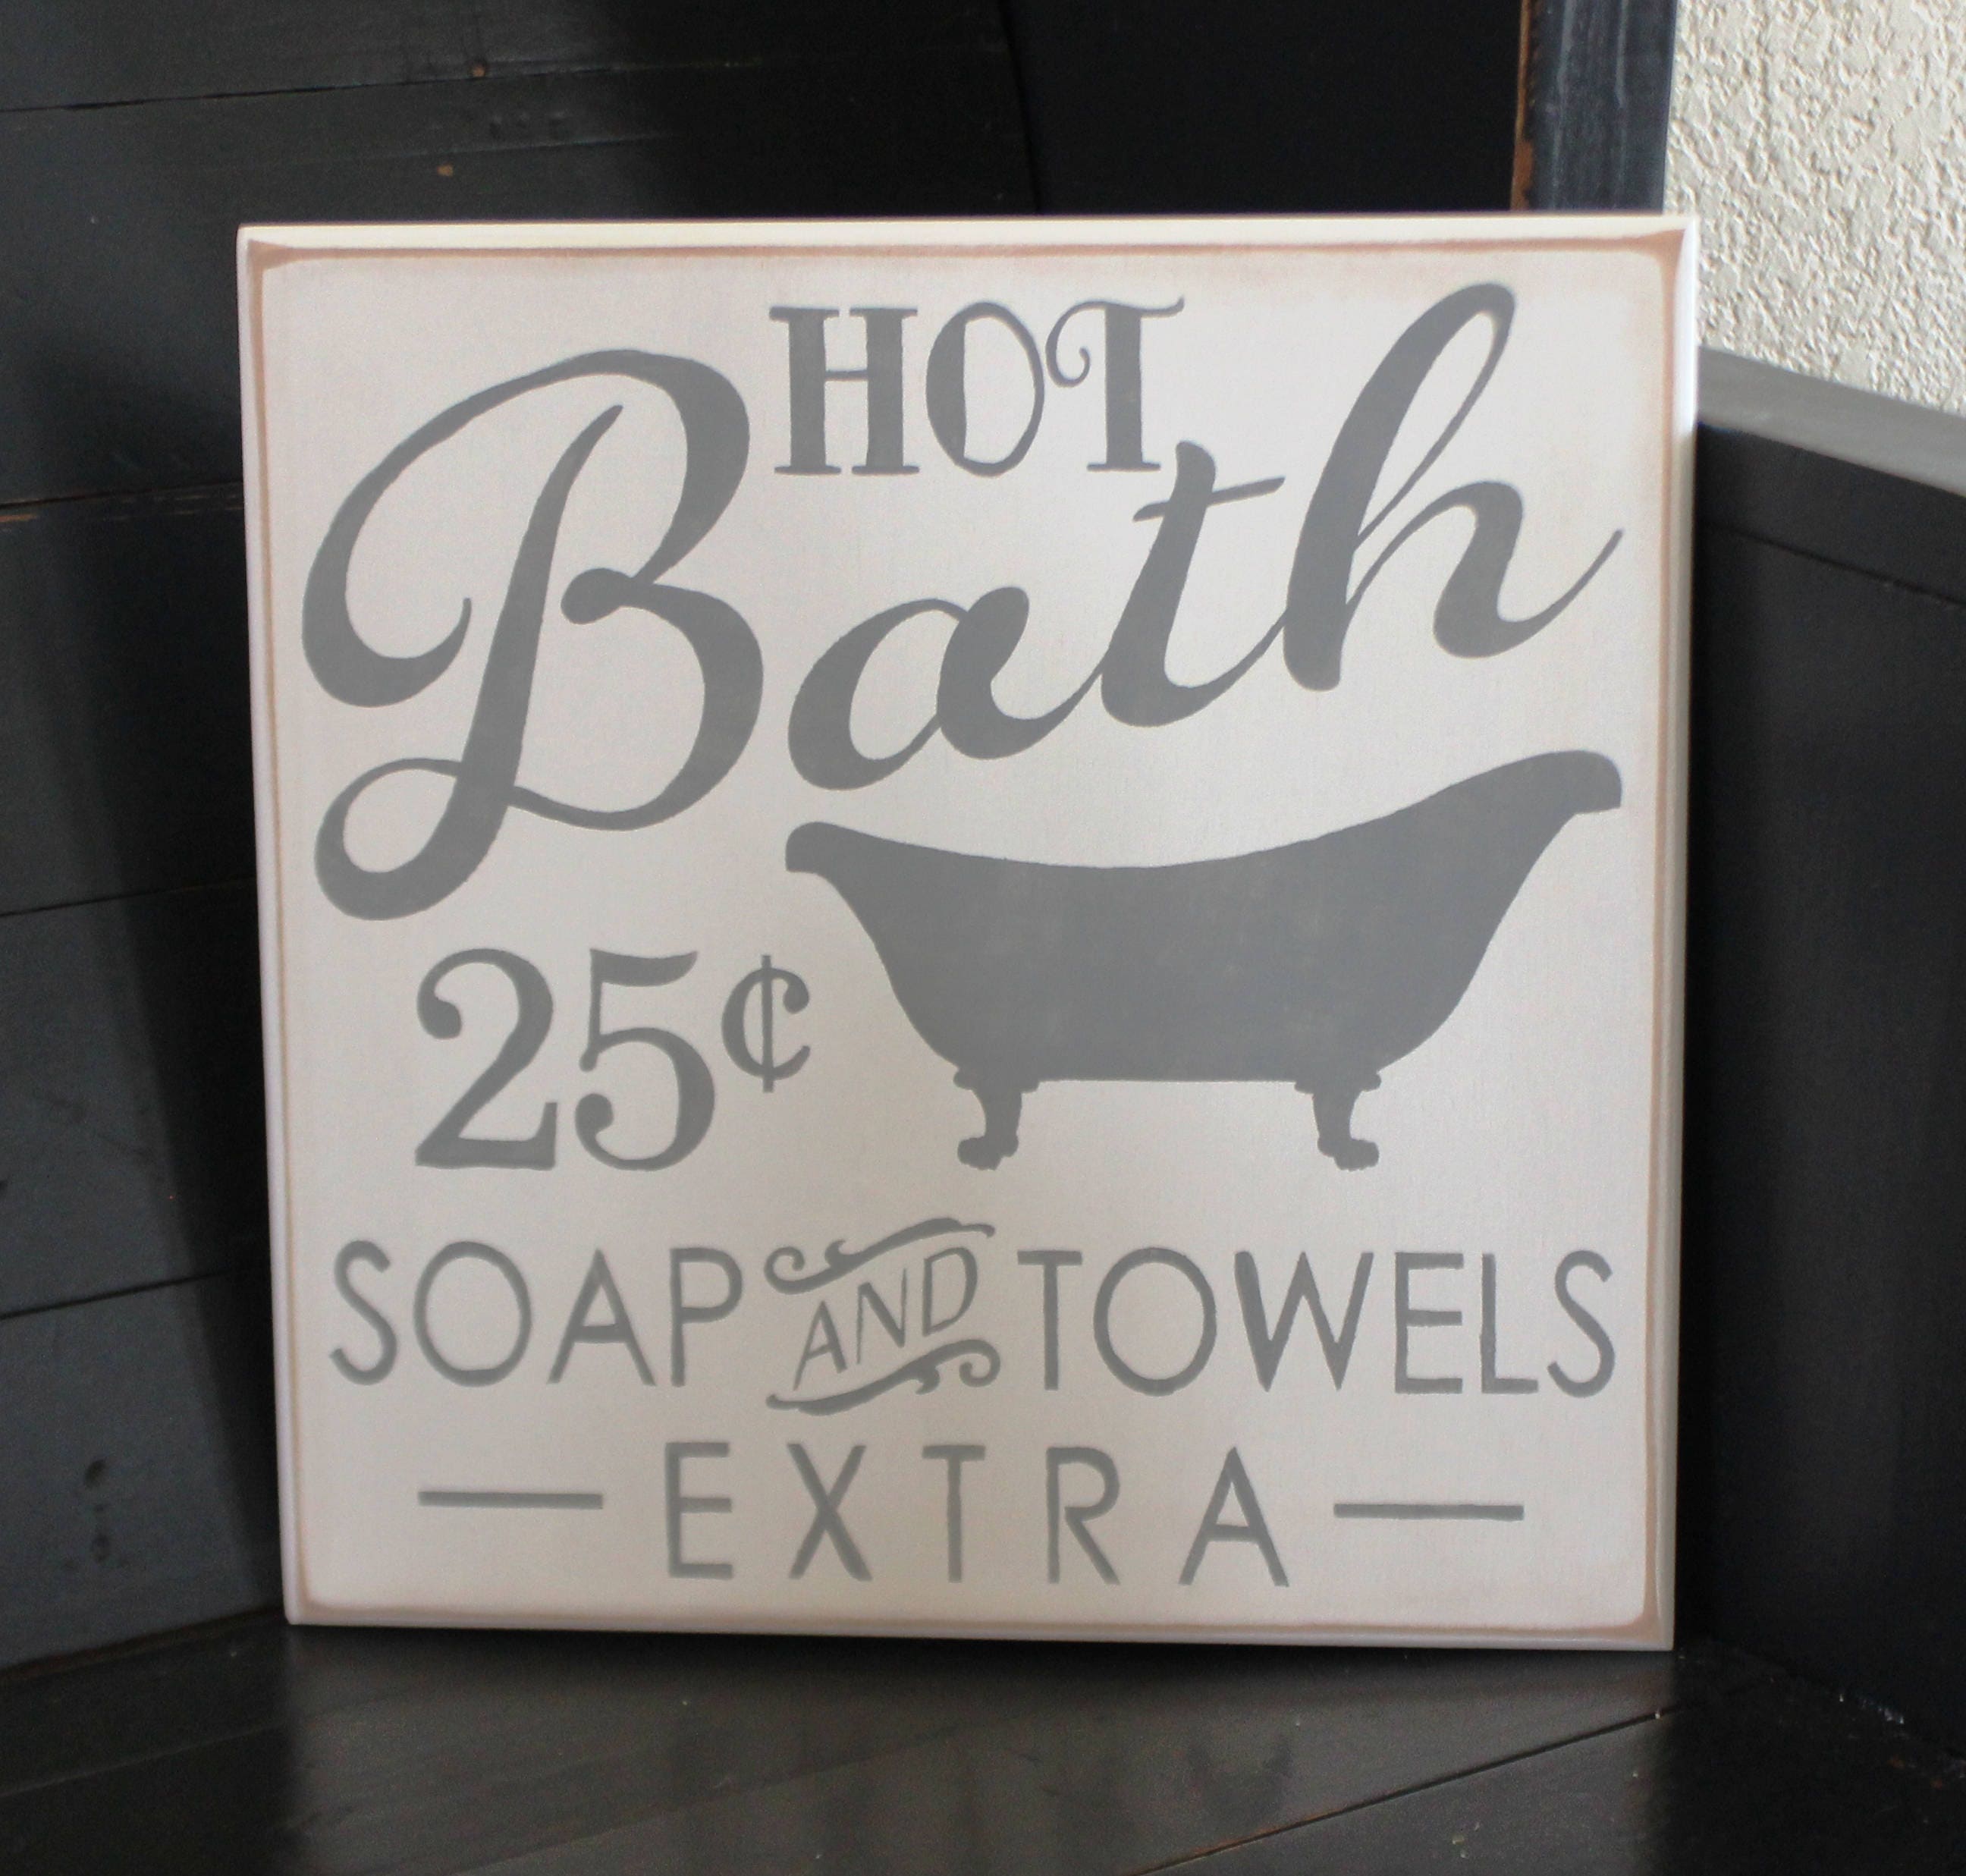 HOT
Bath
25¢
SOAP AND TOWELS
— EXTRA —